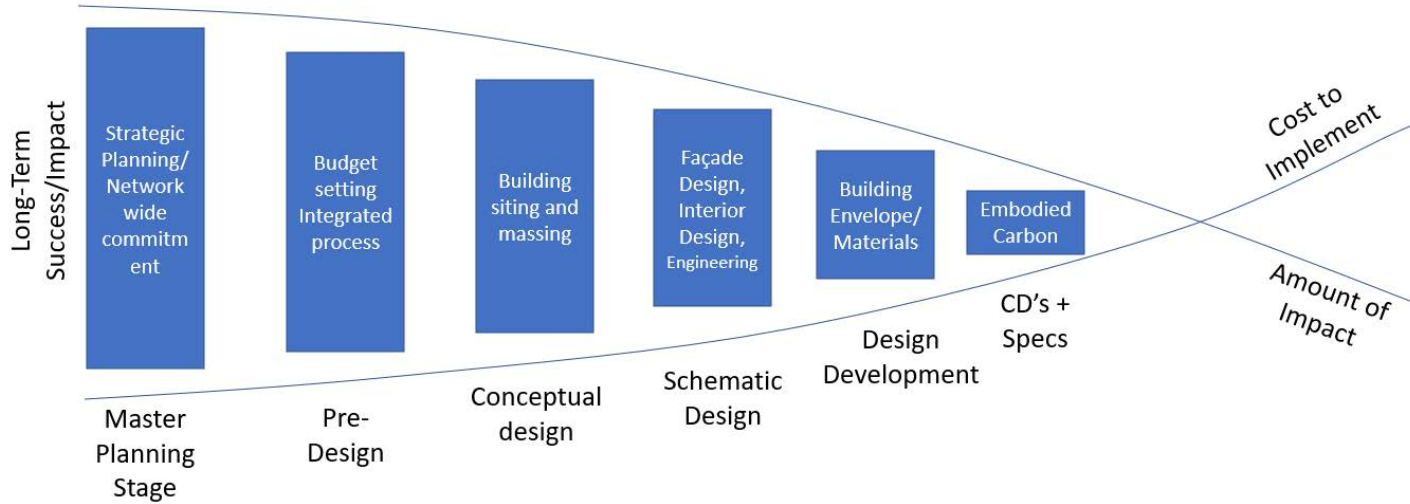 Long-Term
Success/Impact
Strategic
Planning/
Network
wide
commitm
ent
Master
Planning
Stage
Budget
setting
Integrated
process
Pre-
Design
Building
siting and
massing
Conceptual
design
Façade
Design,
Interior
Design,
Engineering
Schematic
Design
Building
Envelope/
Materials
Design
Development
Embodied
Carbon
CD’s +
Specs
Cost to
Implement
Amount of
Impact